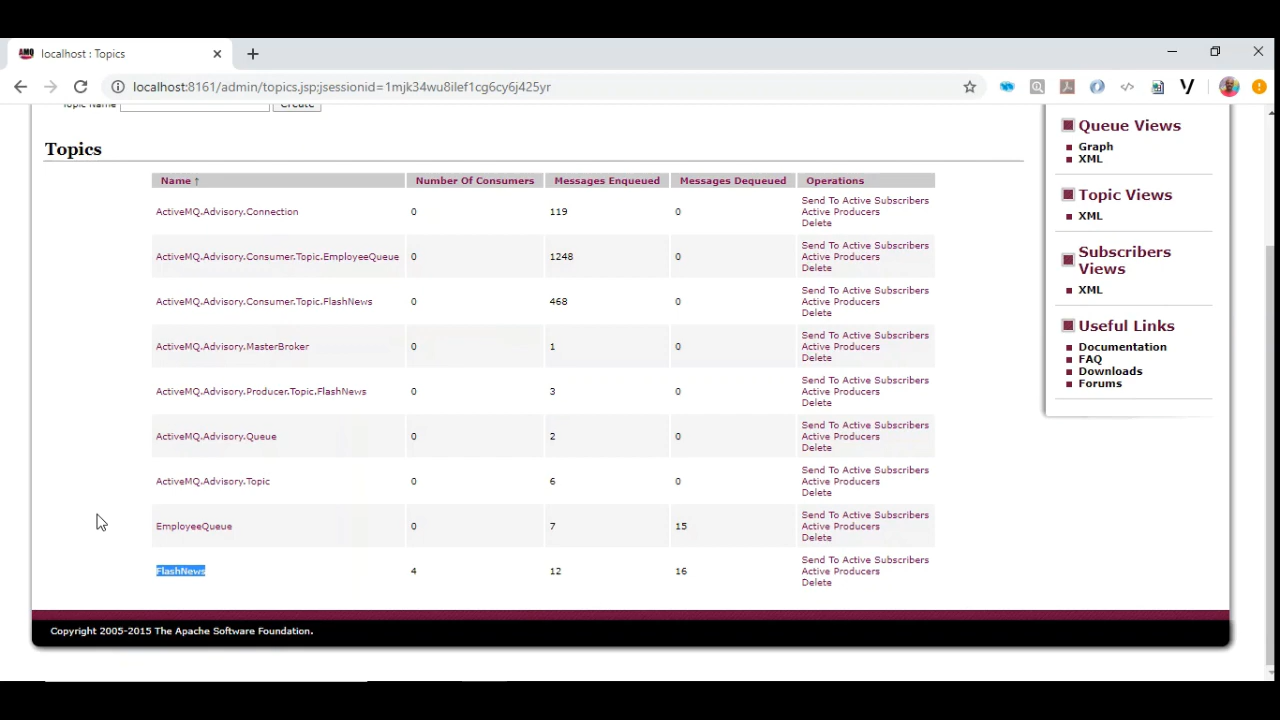 localhost : Topics
localhost:8161/admin/topics.jsp;jsessionid=1mjk34wu8ilef1cg6cy6j425yr
Topic Name Create
Topics
Name ↑ Number Of Consumers Messages Enqueued Messages Dequeued Operations
ActiveMQ.Advisory.Connection 0 119 0 Send To Active Subscribers
Active Producers
Delete
ActiveMQ.Advisory.Consumer.Topic.EmployeeQueue 0 1248 0 Send To Active Subscribers
Active Producers
Delete
ActiveMQ.Advisory.Consumer.Topic.FlashNews 0 468 0 Send To Active Subscribers
Active Producers
Delete
ActiveMQ.Advisory.MasterBroker 0 1 0 Send To Active Subscribers
Active Producers
Delete
ActiveMQ.Advisory.Producer.Topic.FlashNews 0 3 0 Send To Active Subscribers
Active Producers
Delete
ActiveMQ.Advisory.Queue 0 2 0 Send To Active Subscribers
Active Producers
Delete
ActiveMQ.Advisory.Topic 0 6 0 Send To Active Subscribers
Active Producers
Delete
EmployeeQueue 0 7 15 Send To Active Subscribers
Active Producers
Delete
FlashNews 4 12 16 Send To Active Subscribers
Active Producers
Delete
Queue Views
Graph
XML
Topic Views
XML
Subscribers
Views
XML
Useful Links
Documentation
FAQ
Downloads
Forums
Copyright 2005-2015 The Apache Software Foundation.